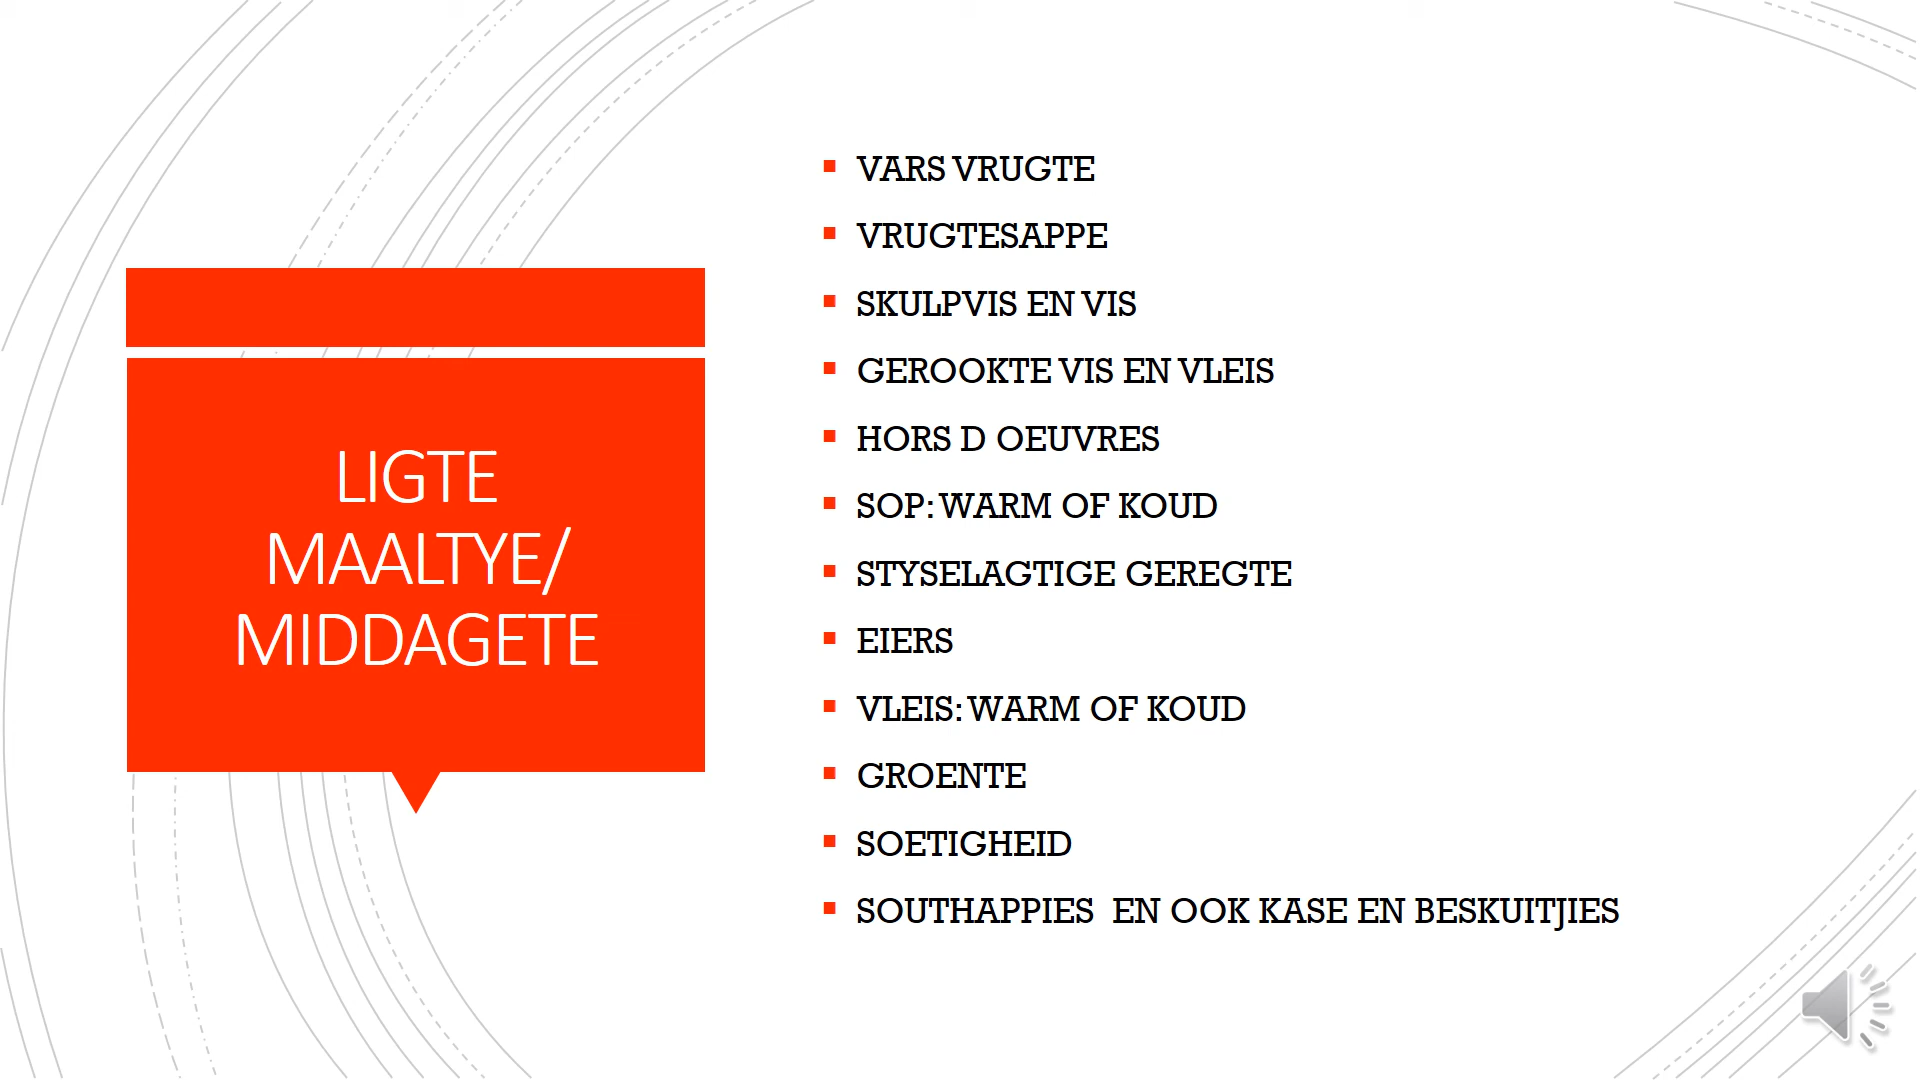 LIGTE
MAALTYE/
MIDDAGETE
VARS VRUGTE
VRUGTESAPPE
SKULPVIS EN VIS
GEROOKTE VIS EN VLEIS
HORS D OEUVRES
SOP: WARM OF KOUD
STYSELAGTIGE GEREGTE
EIERS
VLEIS: WARM OF KOUD
GROENTE
SOETIGHEID
SOUTHAPPIES EN OOK KASE EN BESKUITJIES